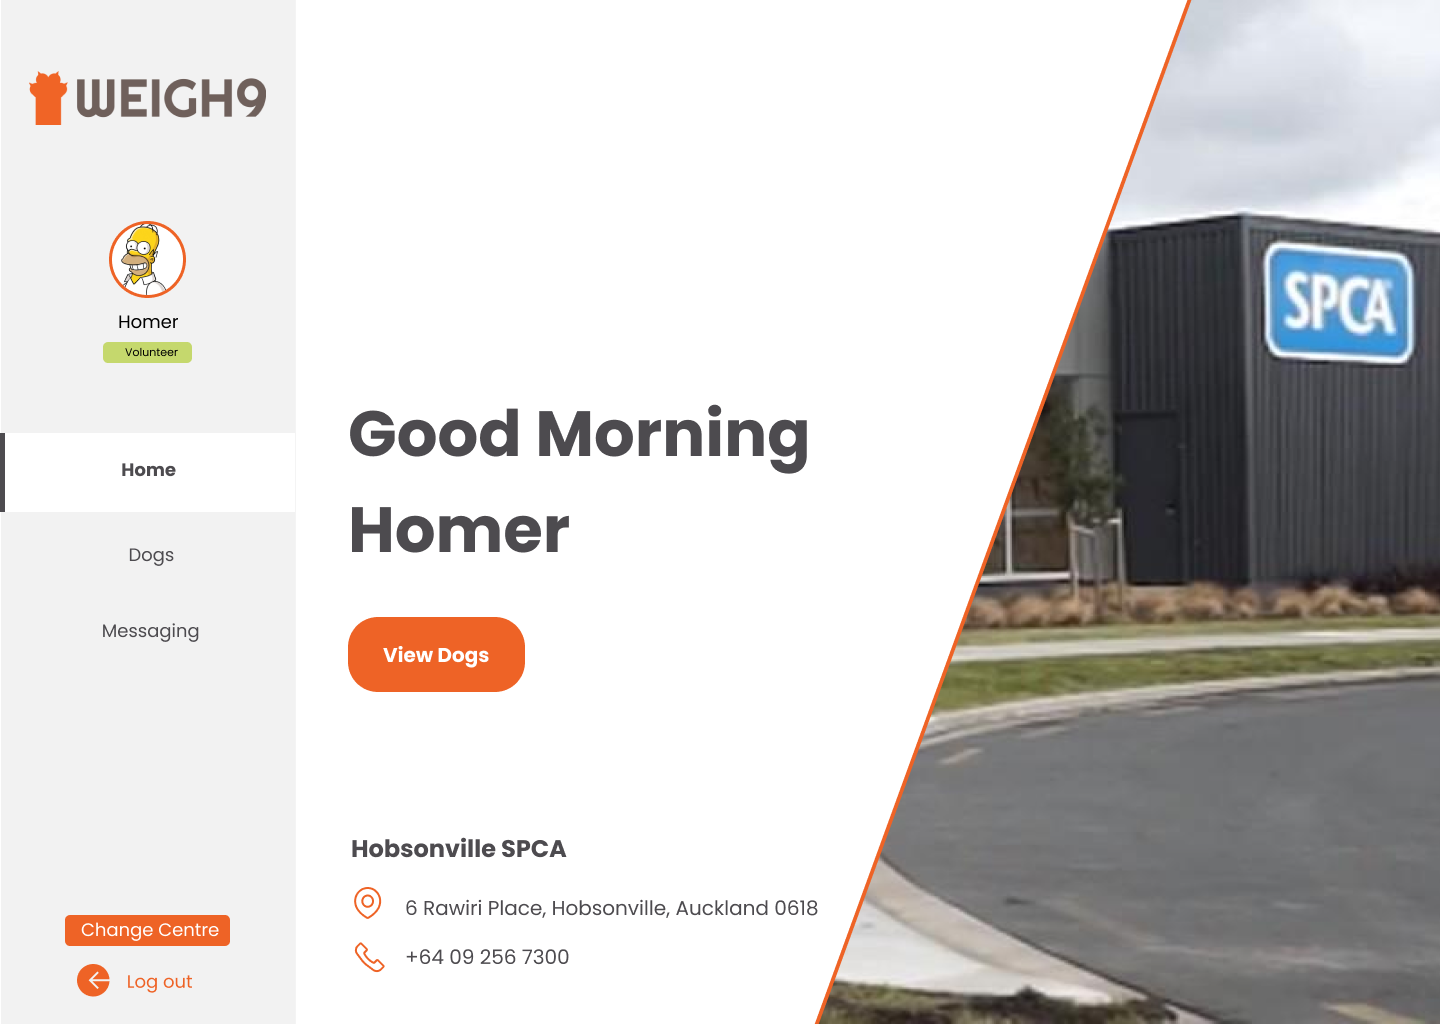 WEIGH9
Homer
Volunteer
Home
Dogs
Messaging
Change Centre
Log out
Good Morning
Homer
View Dogs
Hobsonville SPCA
6 Rawiri Place, Hobsonville, Auckland 0618
+64 09 256 7300
SPCA